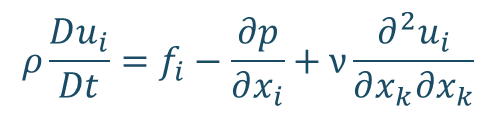 ρ Du_i/Dt = f_i − ∂p/∂x_i + ν ∂²u_i/∂x_k∂x_k